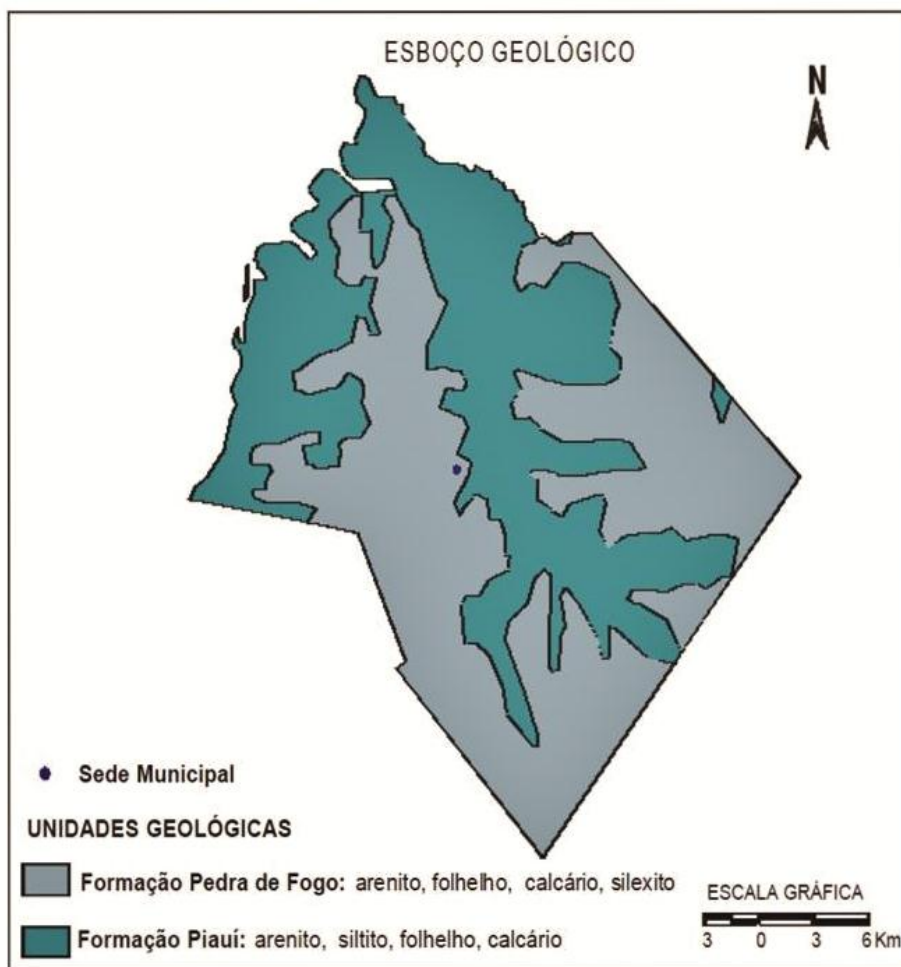 ESBOÇO GEOLÓGICO
N
Sede Municipal
UNIDADES GEOLÓGICAS
Formação Pedra de Fogo: arenito, folhelho, calcário, silexito
Formação Piauí: arenito, siltito, folhelho, calcário
ESCALA GRÁFICA
3 0 3 6 Km